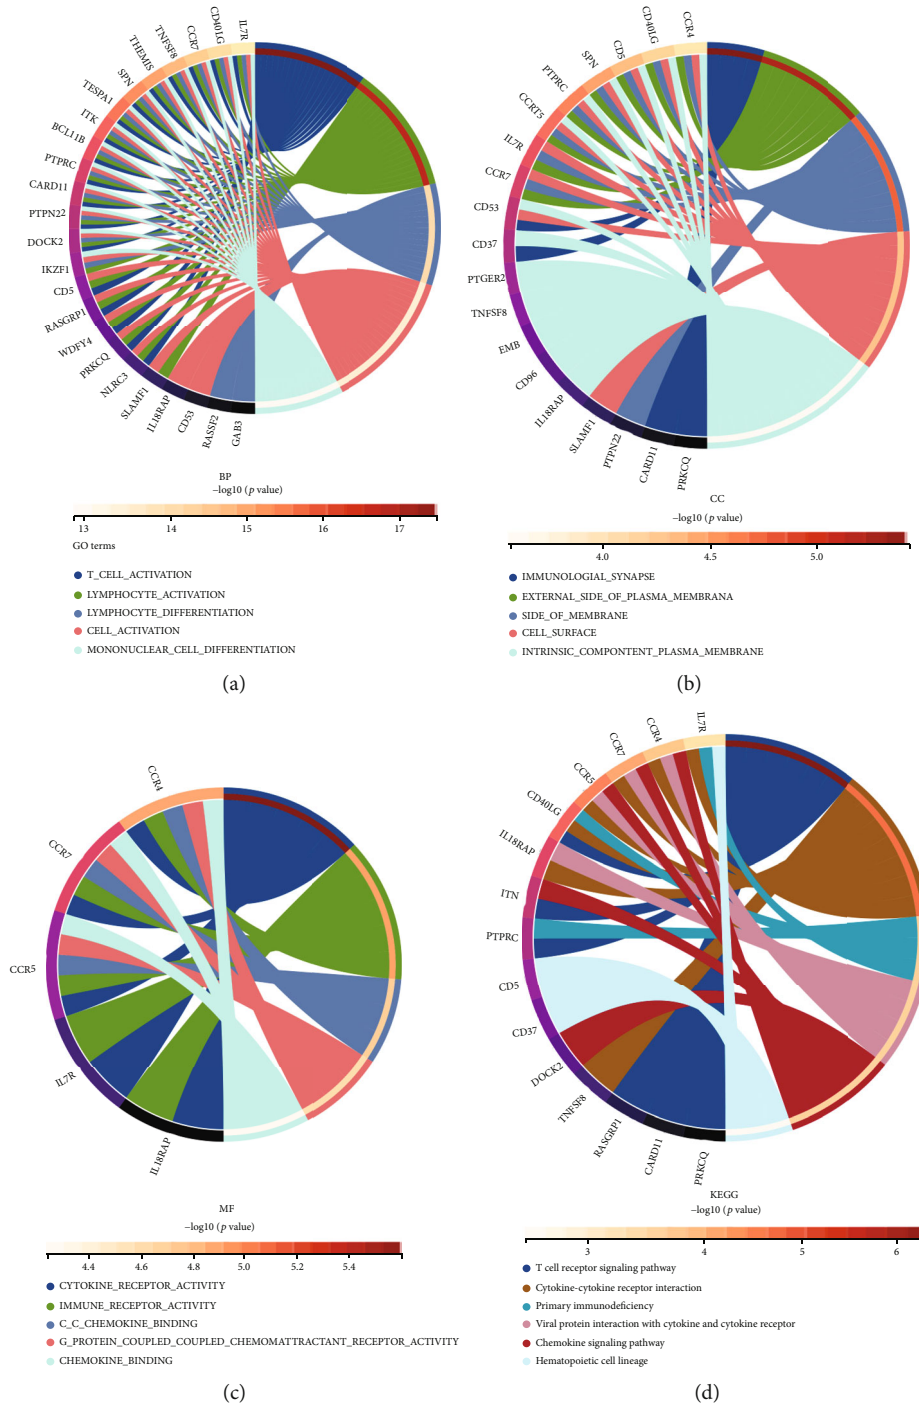 IL7R
CD40LG
CCR7
TNFSF8
THEMIS
SPN
TESPA1
ITK
BCL11B
PTPRC
CARD11
PTPN22
DOCK2
IKZF1
CD5
RASGRP1
WDFY4
PRKCQ
NLRC3
SLAMF1
IL18RAP
CD53
RASSF2
GAB3
BP
−log10 (p value)
13 14 15 16 17
GO terms
T_CELL_ACTIVATION
LYMPHOCYTE_ACTIVATION
LYMPHOCYTE_DIFFERENTIATION
CELL_ACTIVATION
MONONUCLEAR_CELL_DIFFERENTIATION
(a)
CCR4
CD40LG
CD5
SPN
PTPRC
CCRT5
IL7R
CCR7
CD53
CD37
PTGER2
TNFSF8
EMB
CD96
IL18RAP
SLAMF1
PTPN22
CARD11
PRKCQ
CC
−log10 (p value)
4.0 4.5 5.0
IMMUNOLOGIAL_SYNAPSE
EXTERNAL_SIDE_OF_PLASMA_MEMBRANA
SIDE_OF_MEMBRANE
CELL_SURFACE
INTRINSIC_COMPONTENT_PLASMA_MEMBRANE
(b)
CCR4
CCR7
CCR5
IL7R
IL18RAP
MF
−log10 (p value)
4.4 4.6 4.8 5.0 5.2 5.4
CYTOKINE_RECEPTOR_ACTIVITY
IMMUNE_RECEPTOR_ACTIVITY
C_C_CHEMOKINE_BINDING
G_PROTEIN_COUPLED_COUPLED_CHEMOMATTRACTANT_RECEPTOR_ACTIVITY
CHEMOKINE_BINDING
(c)
IL7R
CCR4
CCR7
CCR5
CD40LG
IL18RAP
ITN
PTPRC
CD5
CD37
DOCK2
TNFSF8
RASGRP1
CARD11
PRKCQ
KEGG
−log10 (p value)
3 4 5 6
T cell receptor signaling pathway
Cytokine-cytokine receptor interaction
Primary immunodeficiency
Viral protein interaction with cytokine and cytokine receptor
Chemokine signaling pathway
Hematopoietic cell lineage
(d)